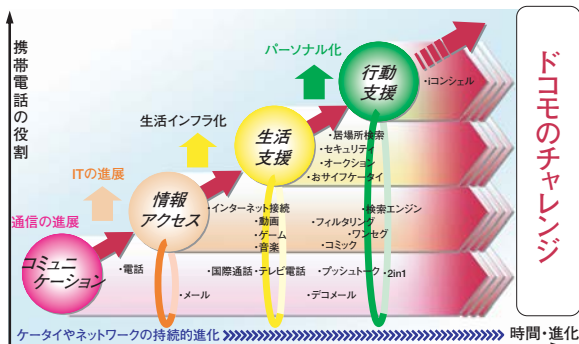 携帯電話の役割
ドコモのチャレンジ
パーソナル化
行動
支援
・iコンシェル
生活インフラ化
生活
支援
・居場所検索
・セキュリティ
・オークション
・おサイフケータイ
ITの進展
情報
アクセス
・インターネット接続
・動画
・ゲーム
・音楽
・検索エンジン
・フィルタリング
・ワンセグ
・コミック
通信の進展
コミュニ
ケーション
・電話
・メール
・国際通話・テレビ電話
・プッシュトーク
・2in1
・デコメール
ケータイやネットワークの持続的進化
時間・進化